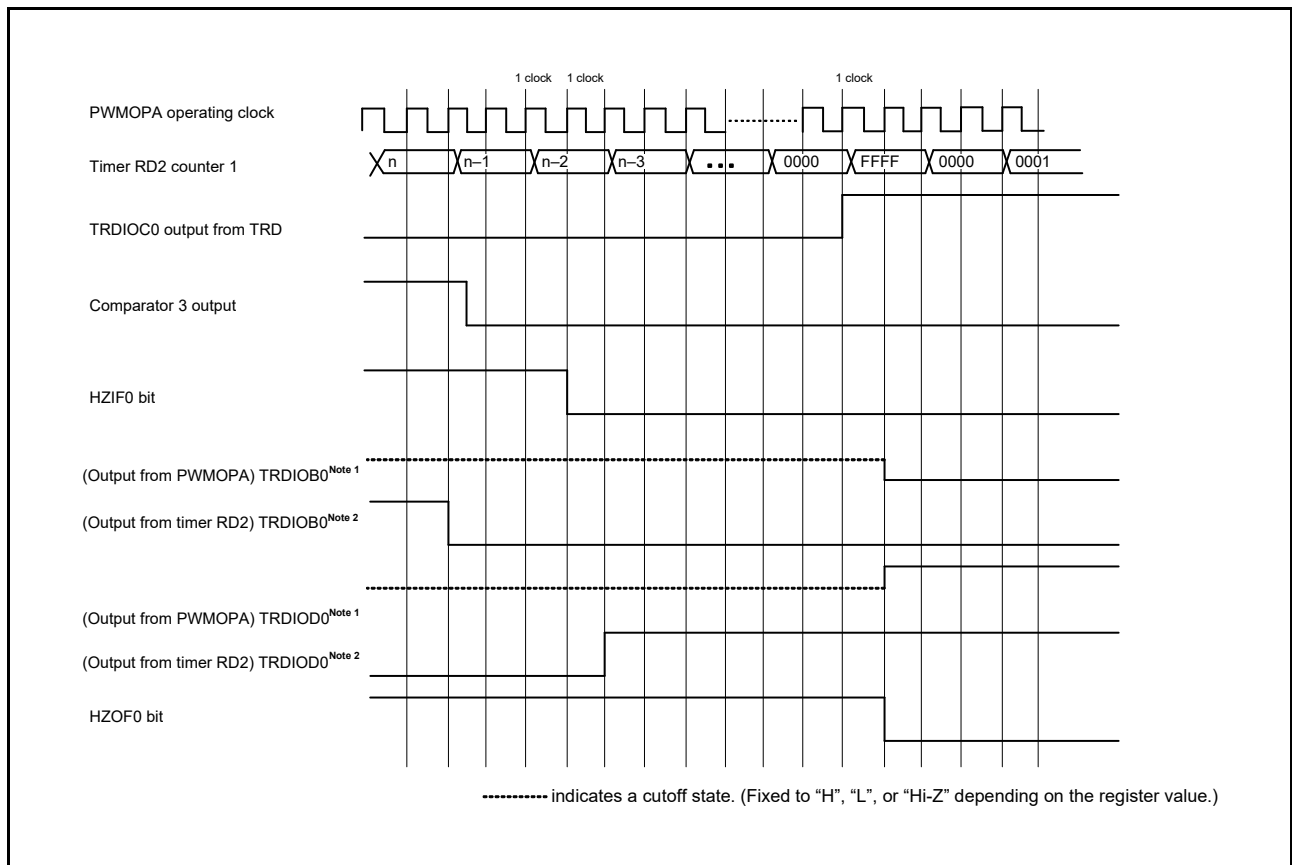 1 clock 1 clock 1 clock
PWMOPA operating clock
Timer RD2 counter 1 n n–1 n–2 n–3 ... 0000 FFFF 0000 0001
TRDIOC0 output from TRD
Comparator 3 output
HZIF0 bit
(Output from PWMOPA) TRDIOB0Note 1
(Output from timer RD2) TRDIOB0Note 2
(Output from PWMOPA) TRDIOD0Note 1
(Output from timer RD2) TRDIOD0Note 2
HZOF0 bit
indicates a cutoff state. (Fixed to “H”, “L”, or “Hi-Z” depending on the register value.)